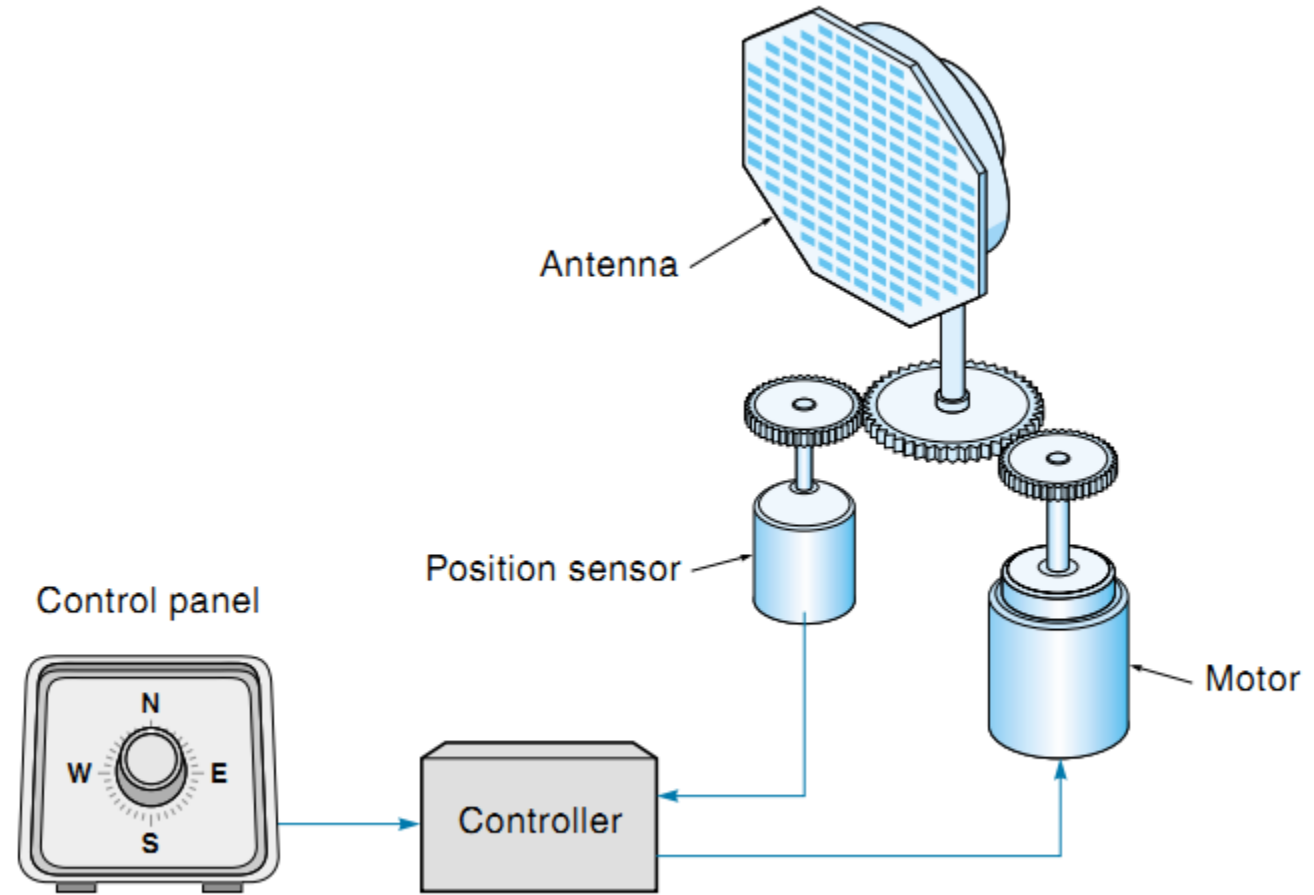 Antenna
Position sensor
Control panel
Motor
N
W
E
S
Controller